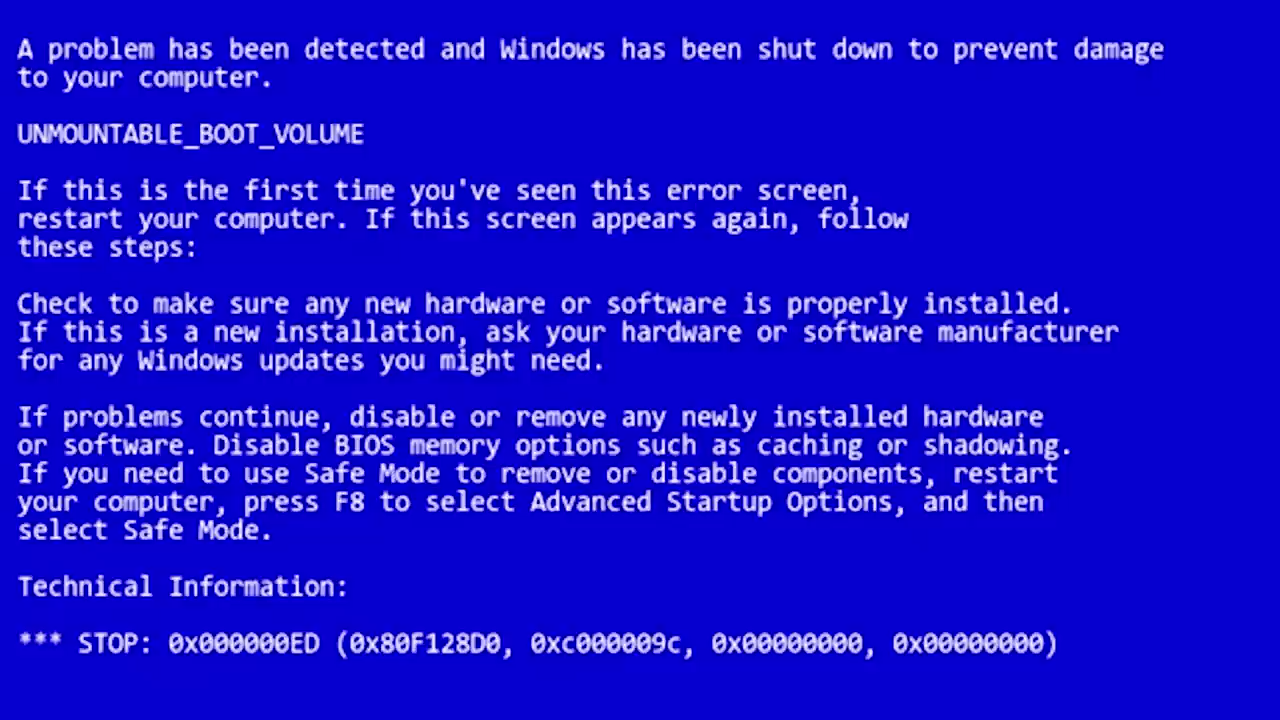 A problem has been detected and Windows has been shut down to prevent damage
to your computer.
UNMOUNTABLE_BOOT_VOLUME
If this is the first time you've seen this error screen,
restart your computer. If this screen appears again, follow
these steps:
Check to make sure any new hardware or software is properly installed.
If this is a new installation, ask your hardware or software manufacturer
for any Windows updates you might need.
If problems continue, disable or remove any newly installed hardware
or software. Disable BIOS memory options such as caching or shadowing.
If you need to use Safe Mode to remove or disable components, restart
your computer, press F8 to select Advanced Startup Options, and then
select Safe Mode.
Technical Information:
*** STOP: 0x000000ED (0x80F128D0, 0xc000009c, 0x00000000, 0x00000000)